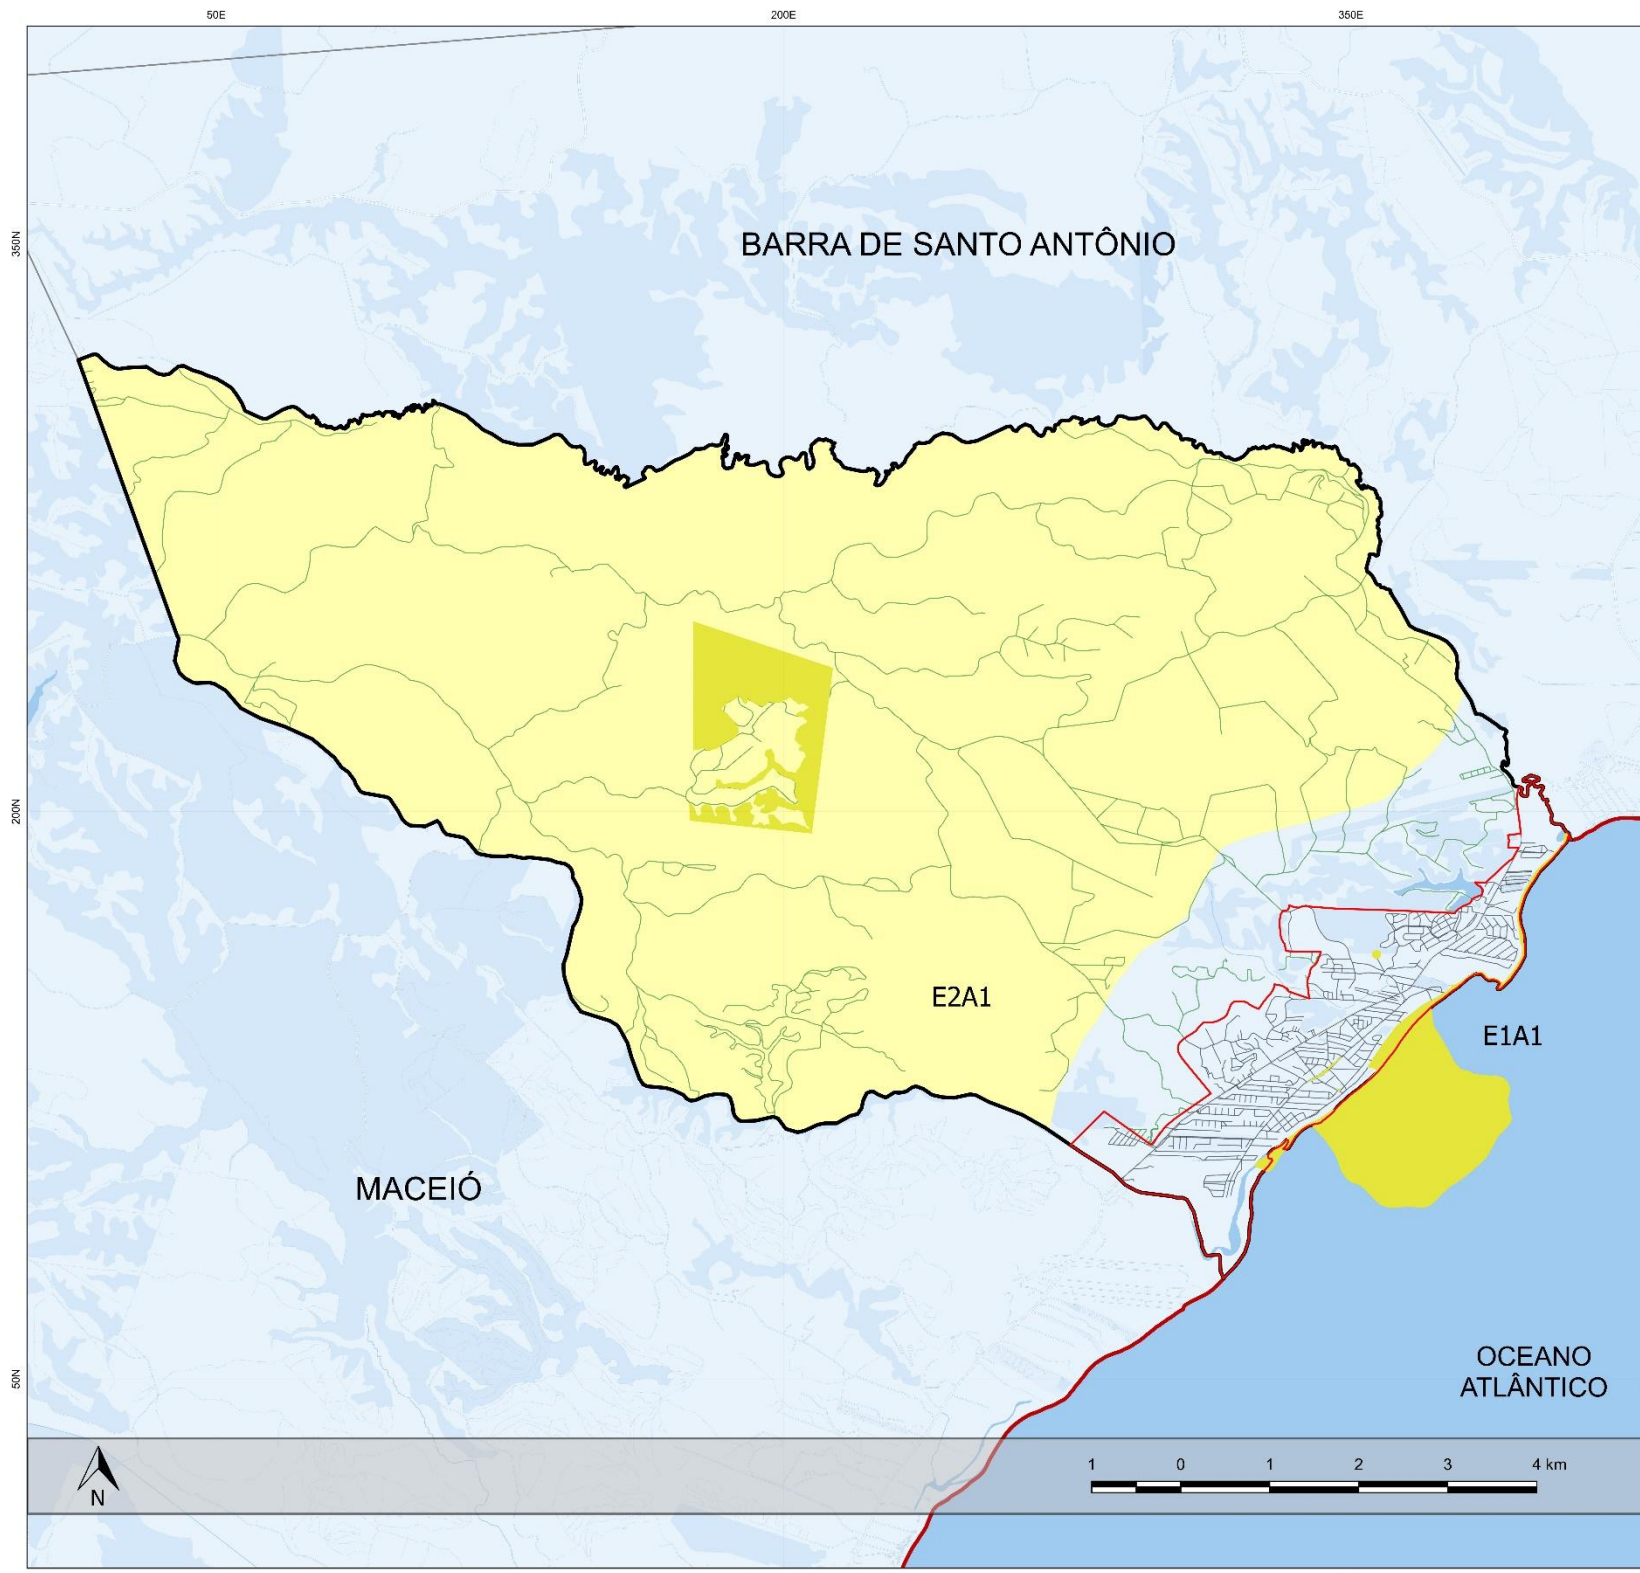 50E 200E 350E
350N
BARRA DE SANTO ANTÔNIO
200N
E2A1
E1A1
MACEIÓ
50N
OCEANO
ATLÂNTICO
N
1 0 1 2 3 4 km